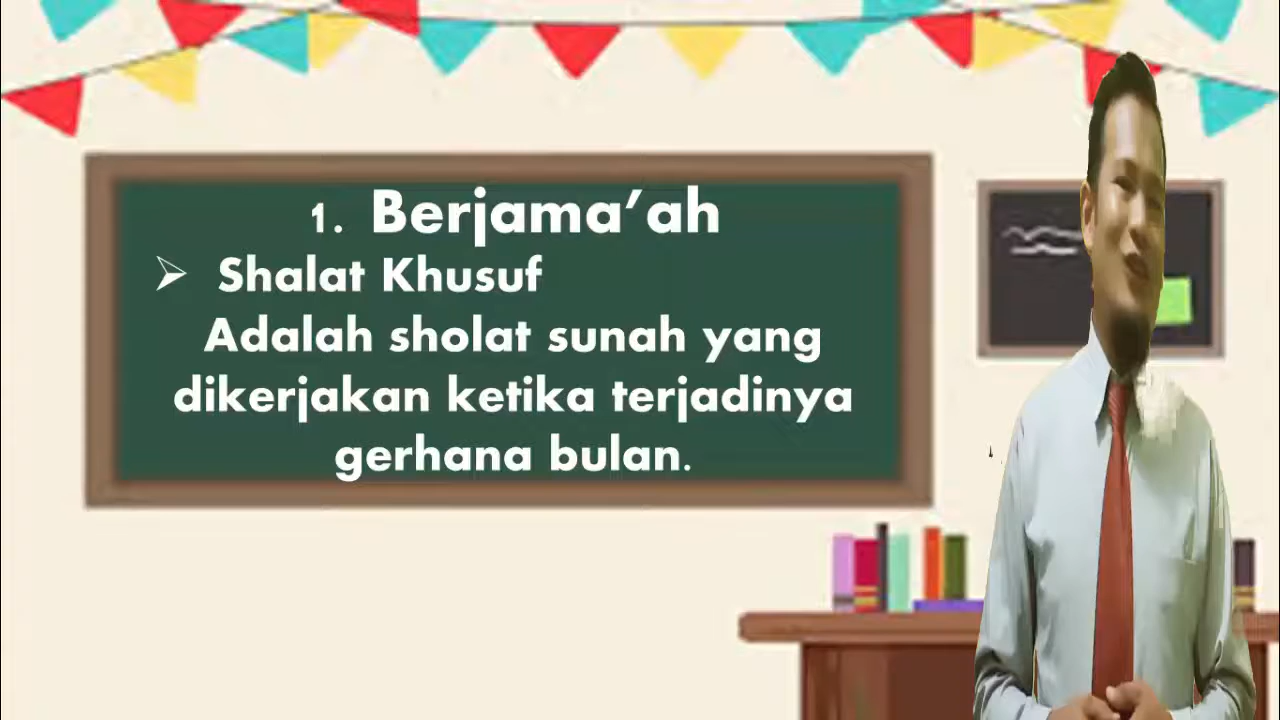 1. Berjama’ah
➢ Shalat Khusuf
Adalah sholat sunah yang
dikerjakan ketika terjadinya
gerhana bulan.